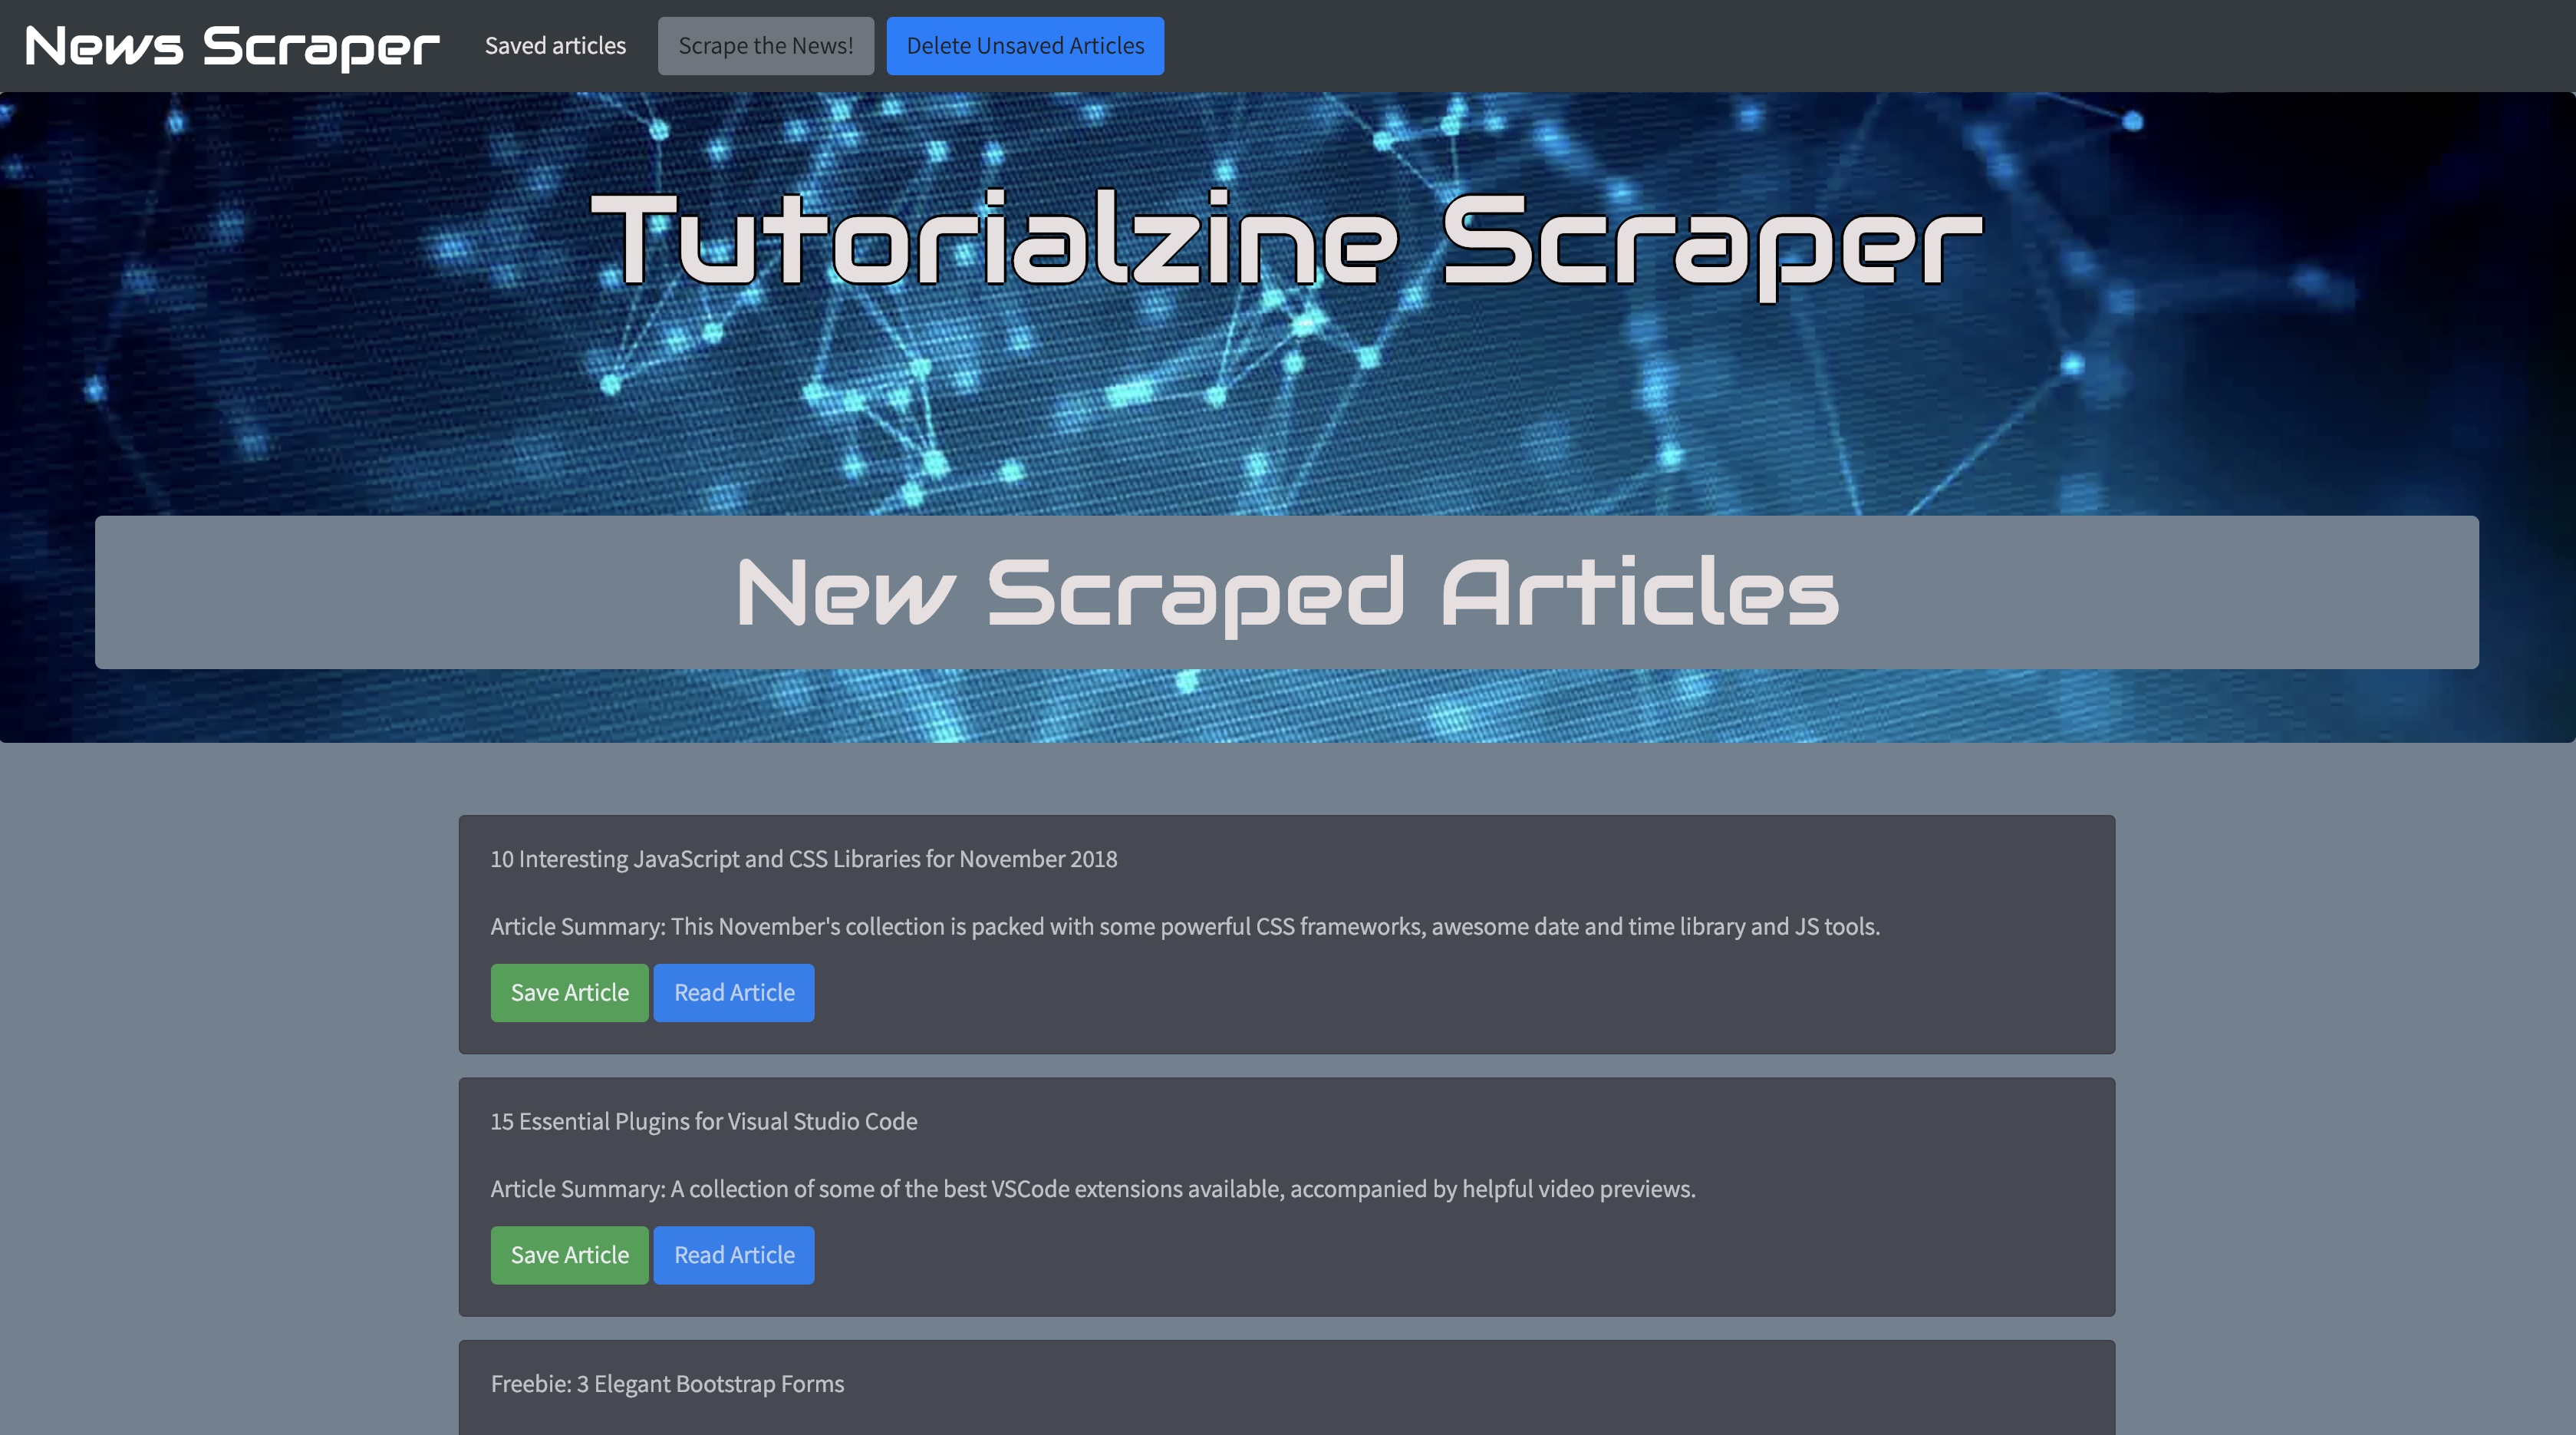 News Scraper Saved articles Scrape the News! Delete Unsaved Articles
Tutorialzine Scraper
New Scraped Articles
10 Interesting JavaScript and CSS Libraries for November 2018
Article Summary: This November's collection is packed with some powerful CSS frameworks, awesome date and time library and JS tools.
Save Article Read Article
15 Essential Plugins for Visual Studio Code
Article Summary: A collection of some of the best VSCode extensions available, accompanied by helpful video previews.
Save Article Read Article
Freebie: 3 Elegant Bootstrap Forms